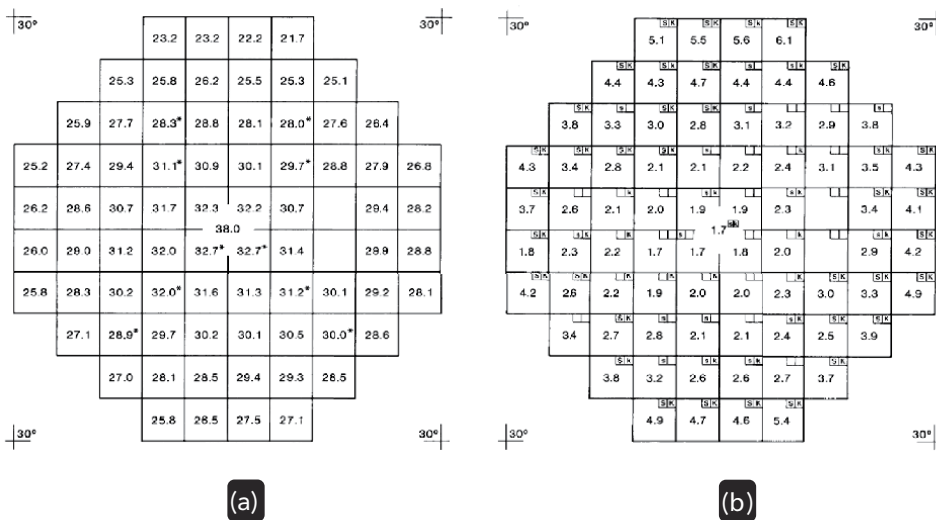 30° 30°
23.2 23.2 22.2 21.7
25.3 25.8 26.2 25.5 25.3 25.1
25.9 27.7 28.3* 28.8 28.1 28.0* 27.6 26.4
25.2 27.4 29.4 31.1* 30.9 30.1 29.7* 28.8 27.9 26.8
26.2 28.6 30.7 31.7 32.3 32.2 30.7 29.4 28.2
38.0
26.0 29.0 31.2 32.0 32.7* 32.7* 31.4 29.9 28.8
25.8 28.3 30.2 32.0* 31.6 31.3 31.2* 30.1 29.2 28.1
27.1 28.9* 29.7 30.2 30.1 30.5 30.0* 28.6
27.0 28.1 28.5 29.4 29.3 28.5
25.8 26.5 27.5 27.1
30° 30°
(a)
30° 30°
S K S K S k S K
5.1 5.5 5.6 6.1
S K S K S K s s k S K
4.4 4.3 4.7 4.4 4.4 4.6
S K s S K S K s s
3.8 3.3 3.0 2.8 3.1 3.2 2.9 3.8
S K S K S K S K s k S K S K
4.3 3.4 2.8 2.1 2.1 2.2 2.4 3.1 3.5 4.3
S K k s k k S K S K
3.7 2.6 2.1 2.0 1.9 1.9 2.3 3.4 4.1
1.7
S K s k k s s k S K
1.8 2.3 2.2 1.7 1.7 1.8 2.0 2.9 4.2
4.2 2.6 2.2 1.9 2.0 2.0 2.3 3.0 3.3 4.9
S K s s s k s k S K
3.4 2.7 2.8 2.1 2.1 2.4 2.5 3.9
S k s s k s k S K
3.8 3.2 2.6 2.6 2.7 3.7
S K S K S K S K
4.9 4.7 4.6 5.4
30° 30°
(b)